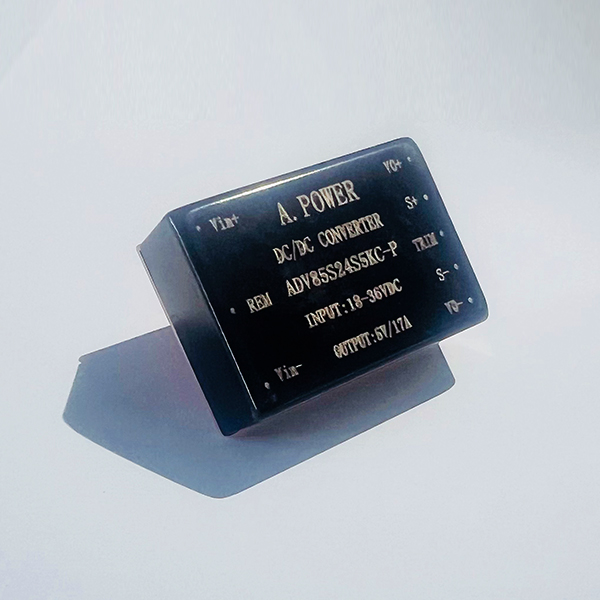 A.POWER
DC/DC CONVERTER
ADV85S24S5KC-P
INPUT:18-36VDC
OUTPUT:5V/17A
Vin+
REM
Vin-
VO+
S+
TRIM
S-
VO-